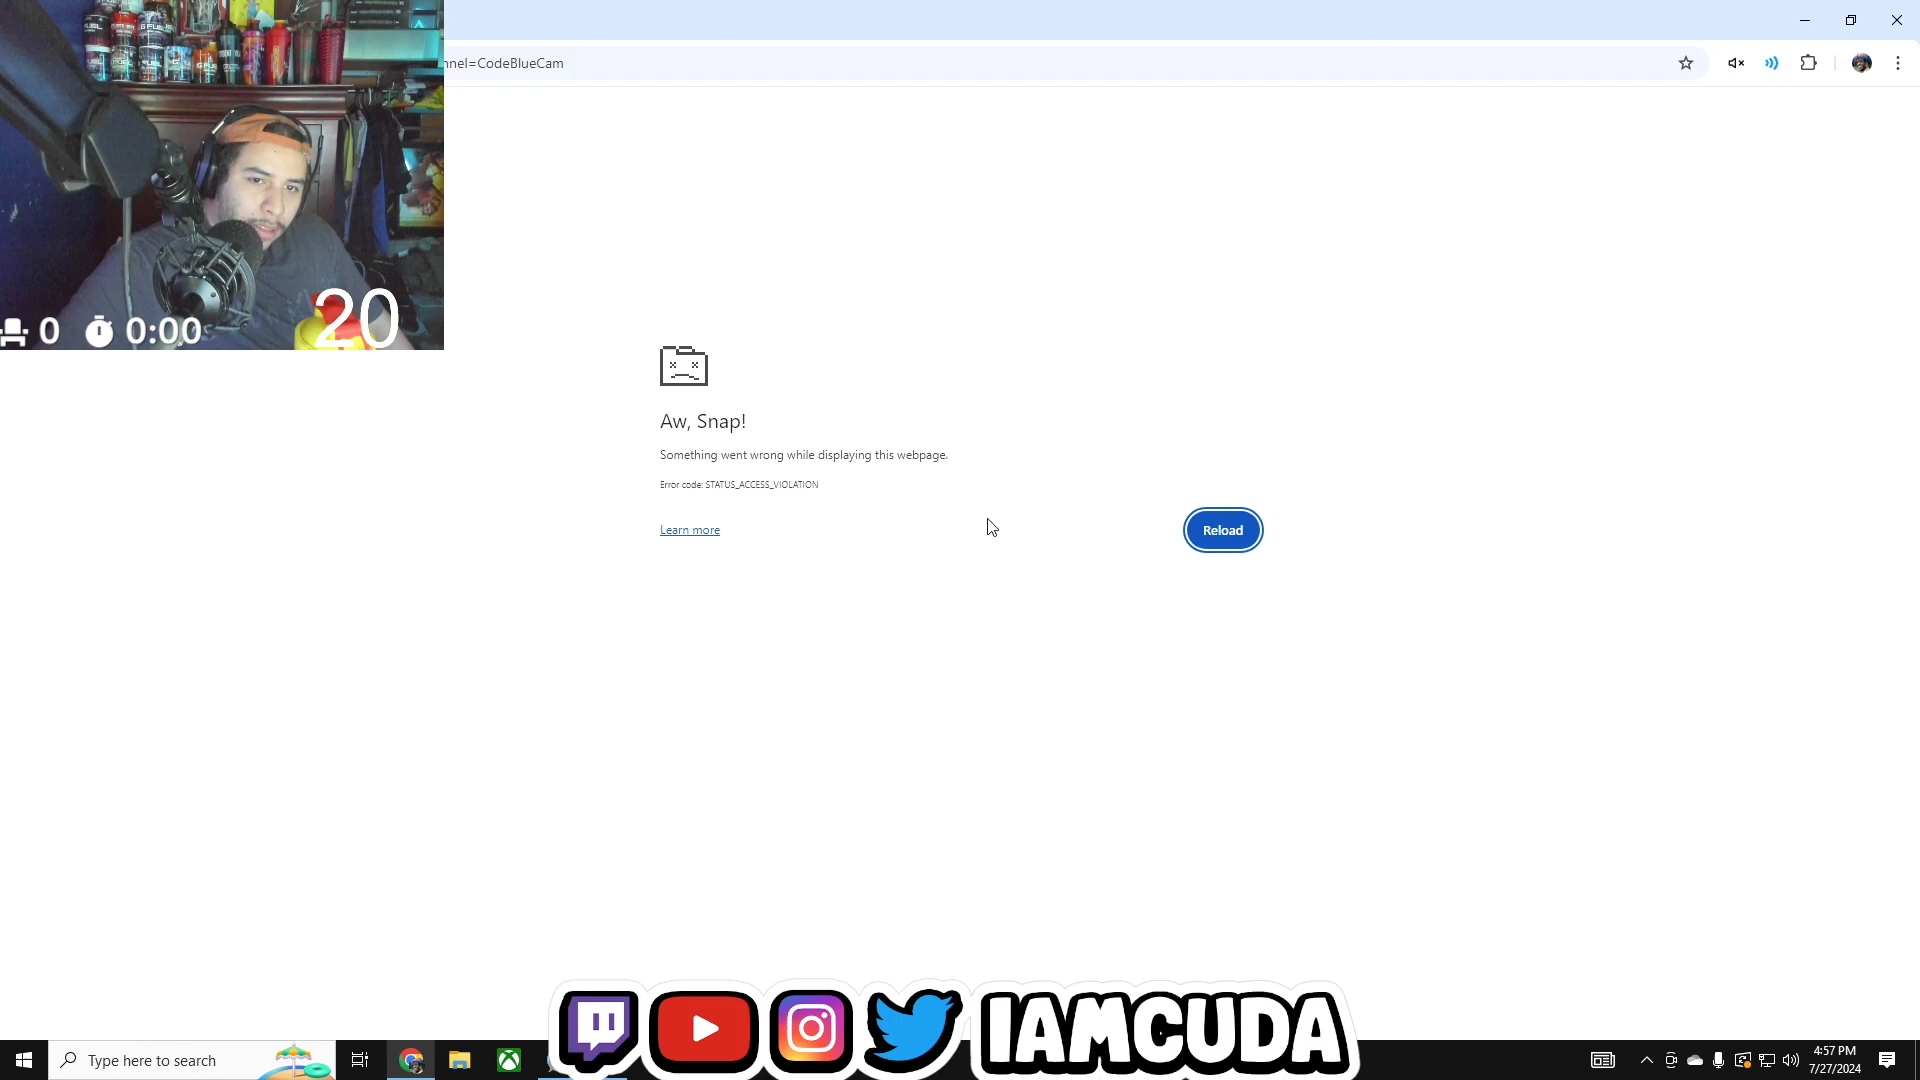 nnel=CodeBlueCam
G FUEL
0
0:00
20
Aw, Snap!
Something went wrong while displaying this webpage.
Error code: STATUS_ACCESS_VIOLATION
Learn more
Reload
IAMCUDA
Type here to search
4:57 PM
7/27/2024